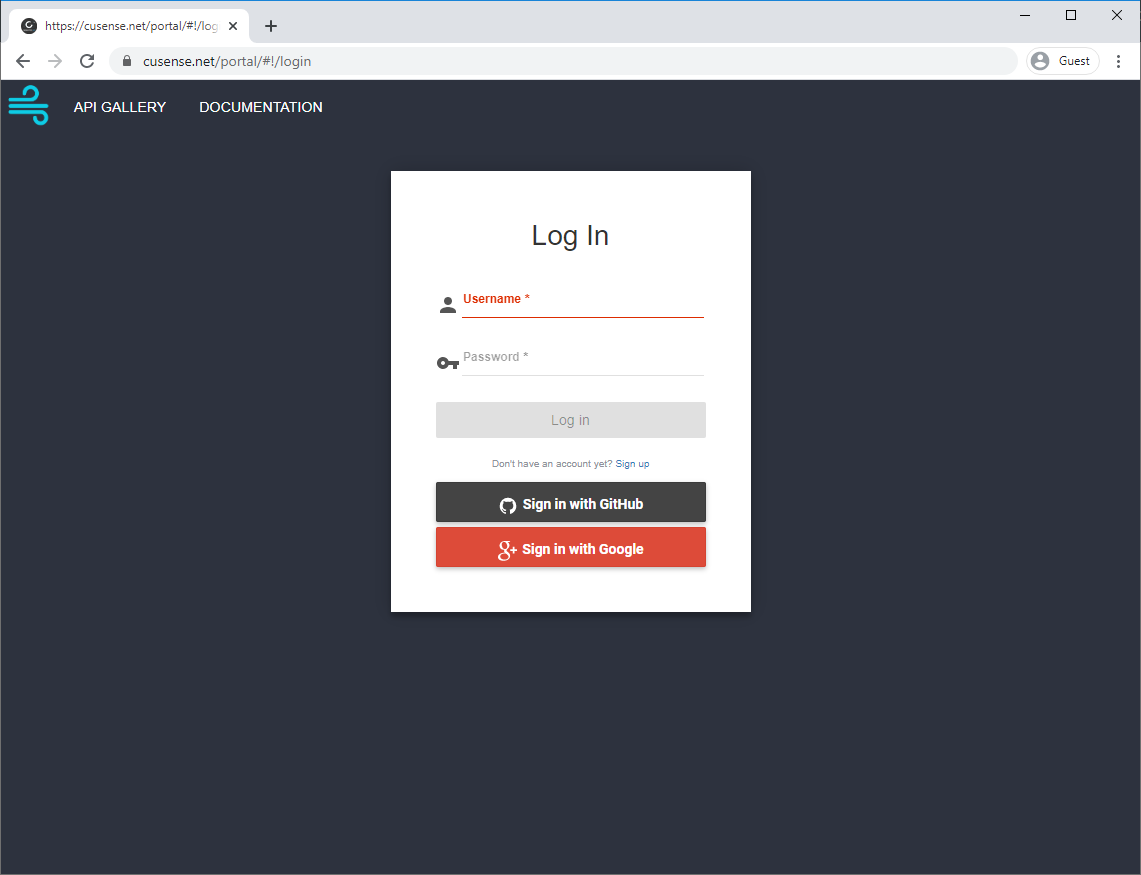 https://cusense.net/portal/#!/log
cusense.net/portal/#!/login
Guest
API GALLERY
DOCUMENTATION
Log In
Username *
Password *
Log in
Don't have an account yet? Sign up
Sign in with GitHub
g+ Sign in with Google